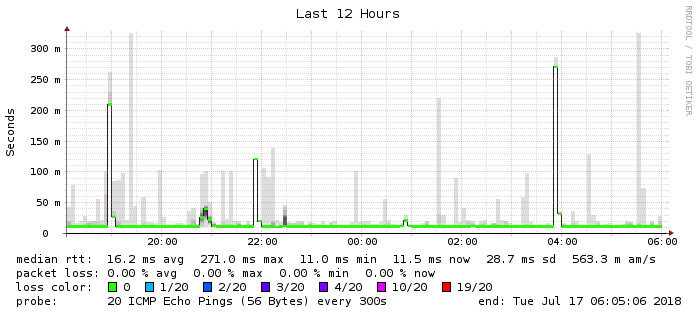 Last 12 Hours
RRDTOOL / TOBI OETIKER
Seconds
300 m
250 m
200 m
150 m
100 m
50 m
0
20:00 22:00 00:00 02:00 04:00 06:00
median rtt: 16.2 ms avg 271.0 ms max 11.0 ms min 11.5 ms now 28.7 ms sd 563.3 m am/s
packet loss: 0.00 % avg 0.00 % max 0.00 % min 0.00 % now
loss color: 0 1/20 2/20 3/20 4/20 10/20 19/20
probe: 20 ICMP Echo Pings (56 Bytes) every 300s end: Tue Jul 17 06:05:06 2018